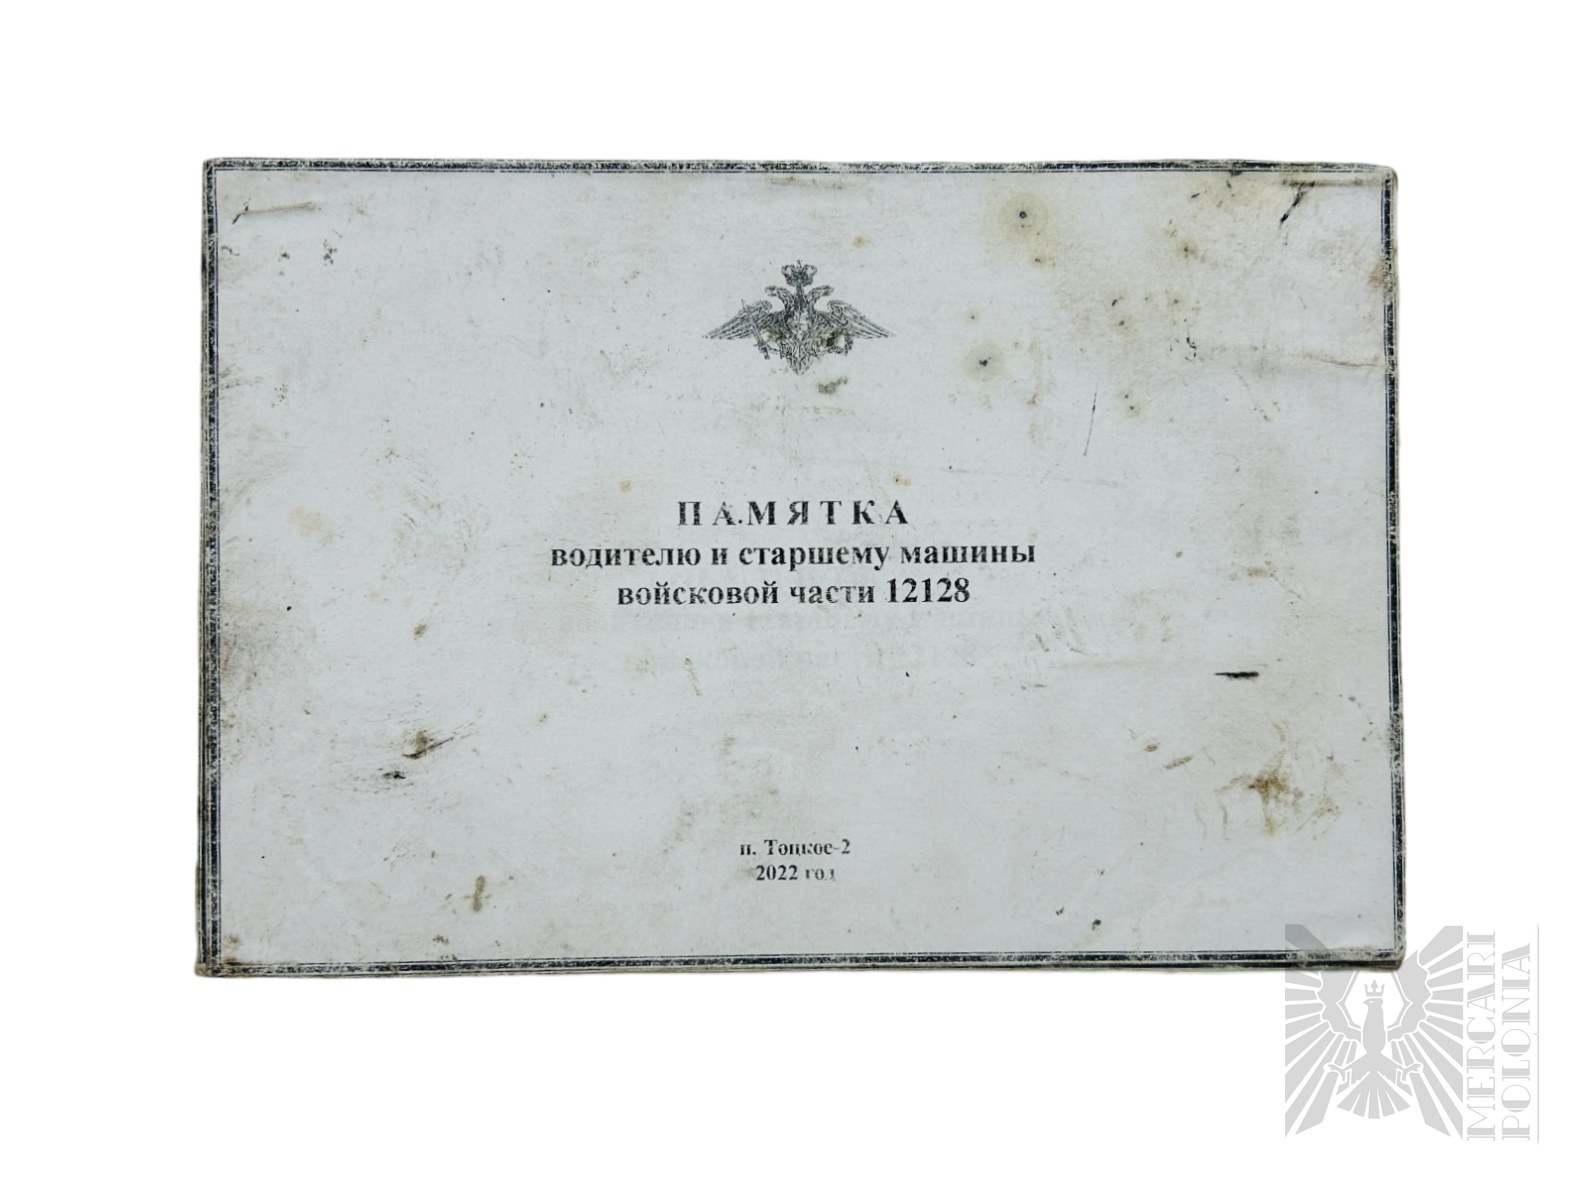 ПАМЯТКА
водителю и старшему машины
войсковой части 12128
п. Тоцкое-2
2022 год
MERCARI
POLONIA